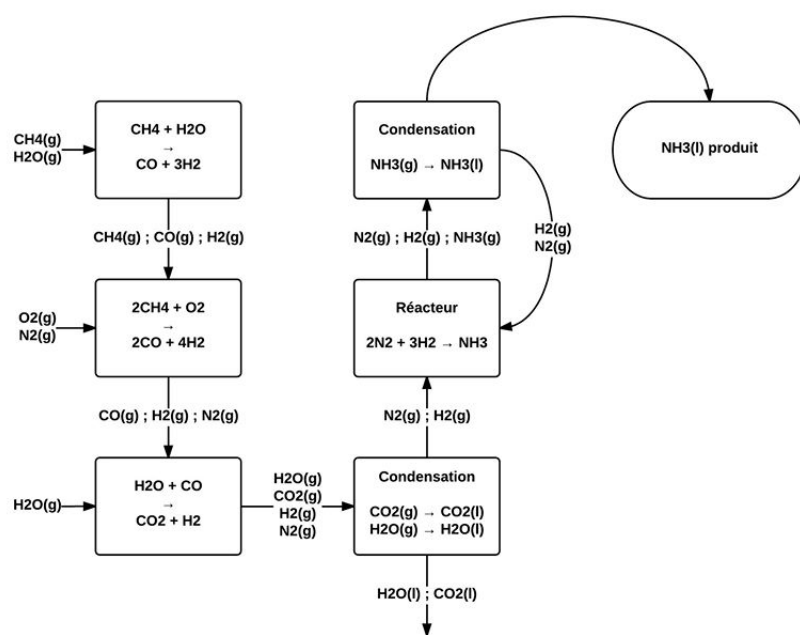 CH4(g)
H2O(g)
CH4 + H2O
→
CO + 3H2
CH4(g) ; CO(g) ; H2(g)
O2(g)
N2(g)
2CH4 + O2
→
2CO + 4H2
CO(g) ; H2(g) ; N2(g)
H2O(g)
H2O + CO
→
CO2 + H2
H2O(g)
CO2(g)
H2(g)
N2(g)
Condensation
CO2(g) → CO2(l)
H2O(g) → H2O(l)
H2O(l) ; CO2(l)
N2(g) ; H2(g)
Réacteur
2N2 + 3H2 → NH3
N2(g) ; H2(g) ; NH3(g)
H2(g)
N2(g)
Condensation
NH3(g) → NH3(l)
NH3(l) produit